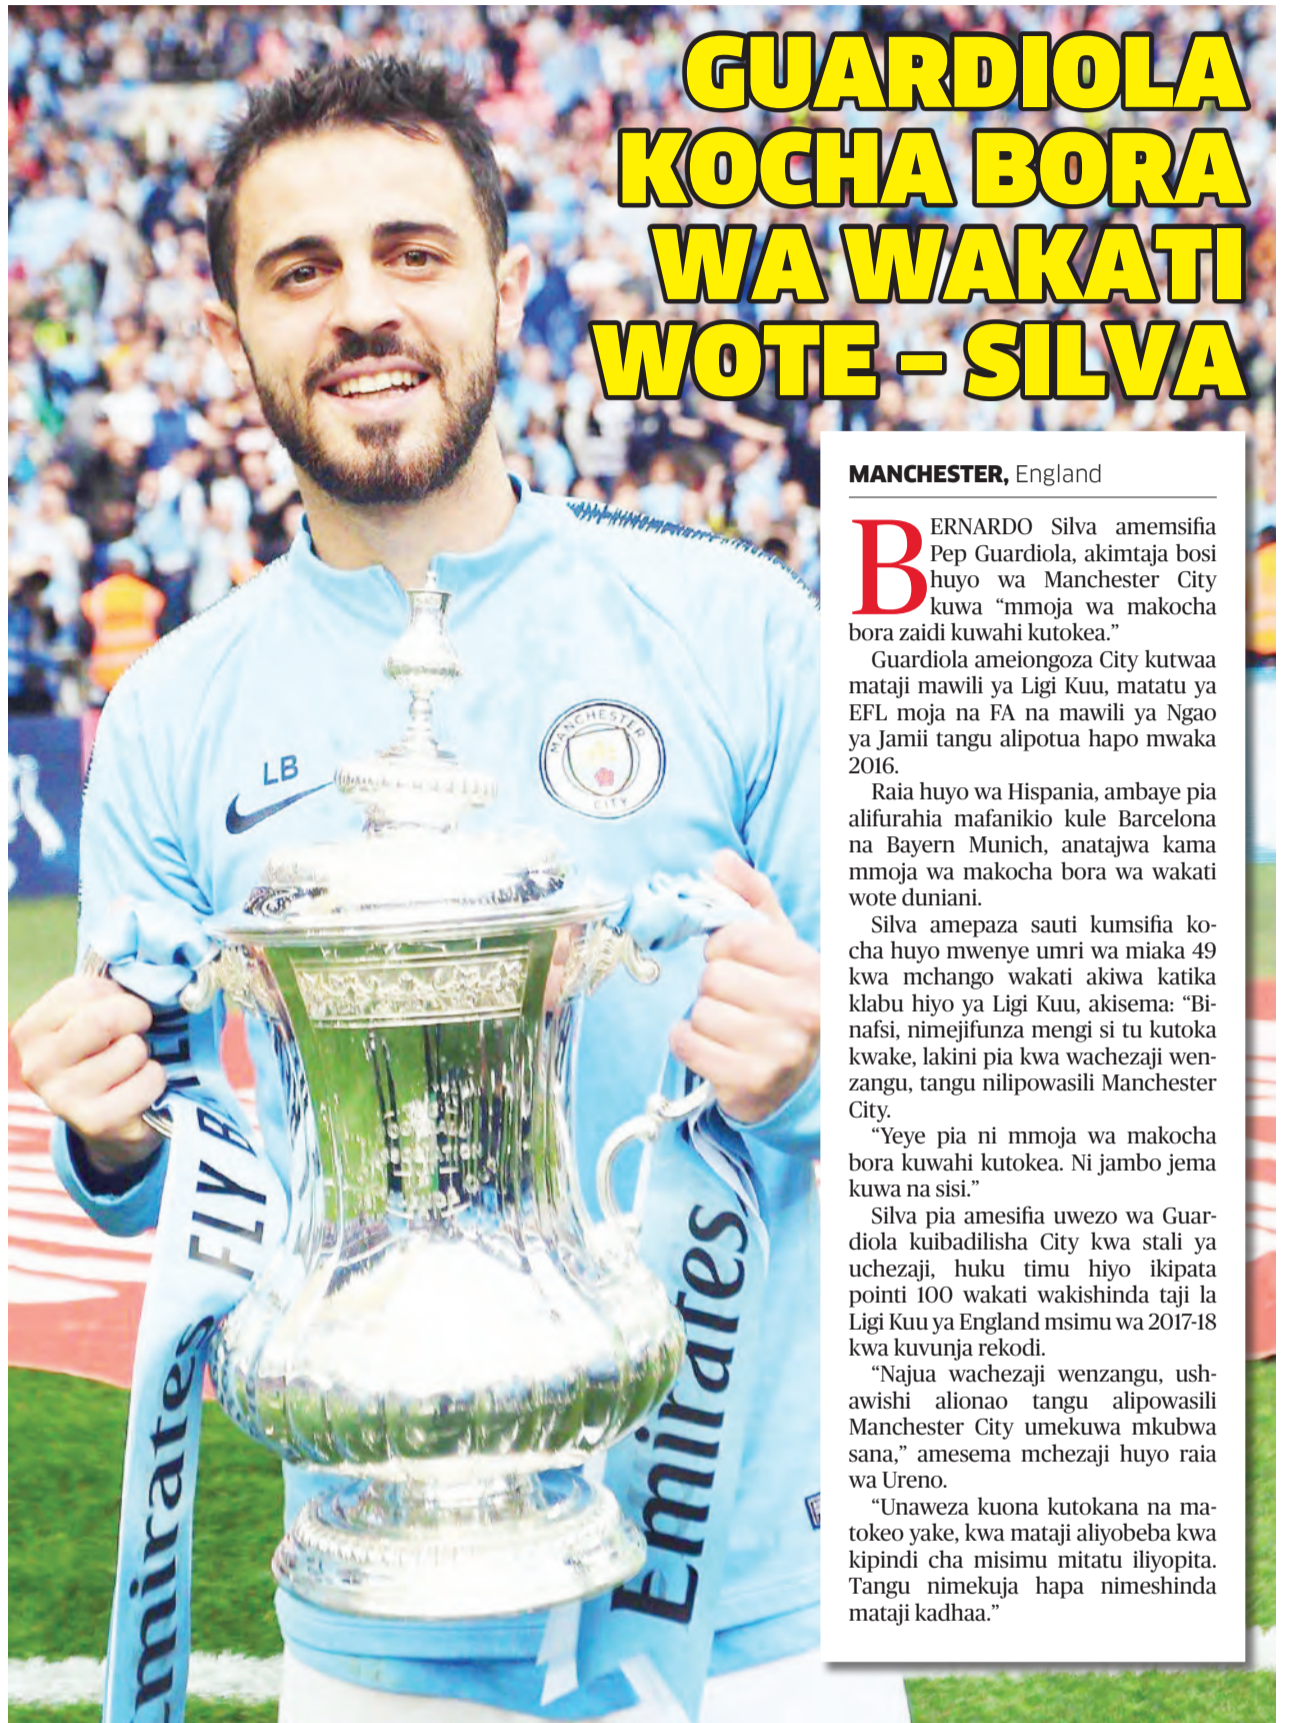 GUARDIOLA
KOCHA BORA
WA WAKATI
WOTE – SILVA
MANCHESTER, England
BERNARDO Silva amemsifia
Pep Guardiola, akimtaja bosi
huyo wa Manchester City
kuwa “mmoja wa makocha
bora zaidi kuwahi kutokea.”
Guardiola ameiongoza City kutwaa
mataji mawili ya Ligi Kuu, matatu ya
EFL moja na FA na mawili ya Ngao
ya Jamii tangu alipotua hapo mwaka
2016.
Raia huyo wa Hispania, ambaye pia
alifurahia mafanikio kule Barcelona
na Bayern Munich, anatajwa kama
mmoja wa makocha bora wa wakati
wote duniani.
Silva amepaza sauti kumsifia ko-
cha huyo mwenye umri wa miaka 49
kwa mchango wakati akiwa katika
klabu hiyo ya Ligi Kuu, akisema: “Bi-
nafsi, nimejifunza mengi si tu kutoka
kwake, lakini pia kwa wachezaji wen-
zangu, tangu nilipowasili Manchester
City.
“Yeye pia ni mmoja wa makocha
bora kuwahi kutokea. Ni jambo jema
kuwa na sisi.”
Silva pia amesifia uwezo wa Guar-
diola kuibadilisha City kwa stali ya
uchezaji, huku timu hiyo ikipata
pointi 100 wakati wakishinda taji la
Ligi Kuu ya England msimu wa 2017-18
kwa kuvunja rekodi.
“Najua wachezaji wenzangu, ush-
awishi alionao tangu alipowasili
Manchester City umekuwa mkubwa
sana,” amesema mchezaji huyo raia
wa Ureno.
“Unaweza kuona kutokana na ma-
tokeo yake, kwa mataji aliyobeba kwa
kipindi cha misimu mitatu iliyopita.
Tangu nimekuja hapa nimeshinda
mataji kadhaa.”
LB
MANCHESTER
CITY
FLY B
Emirates
Emirates